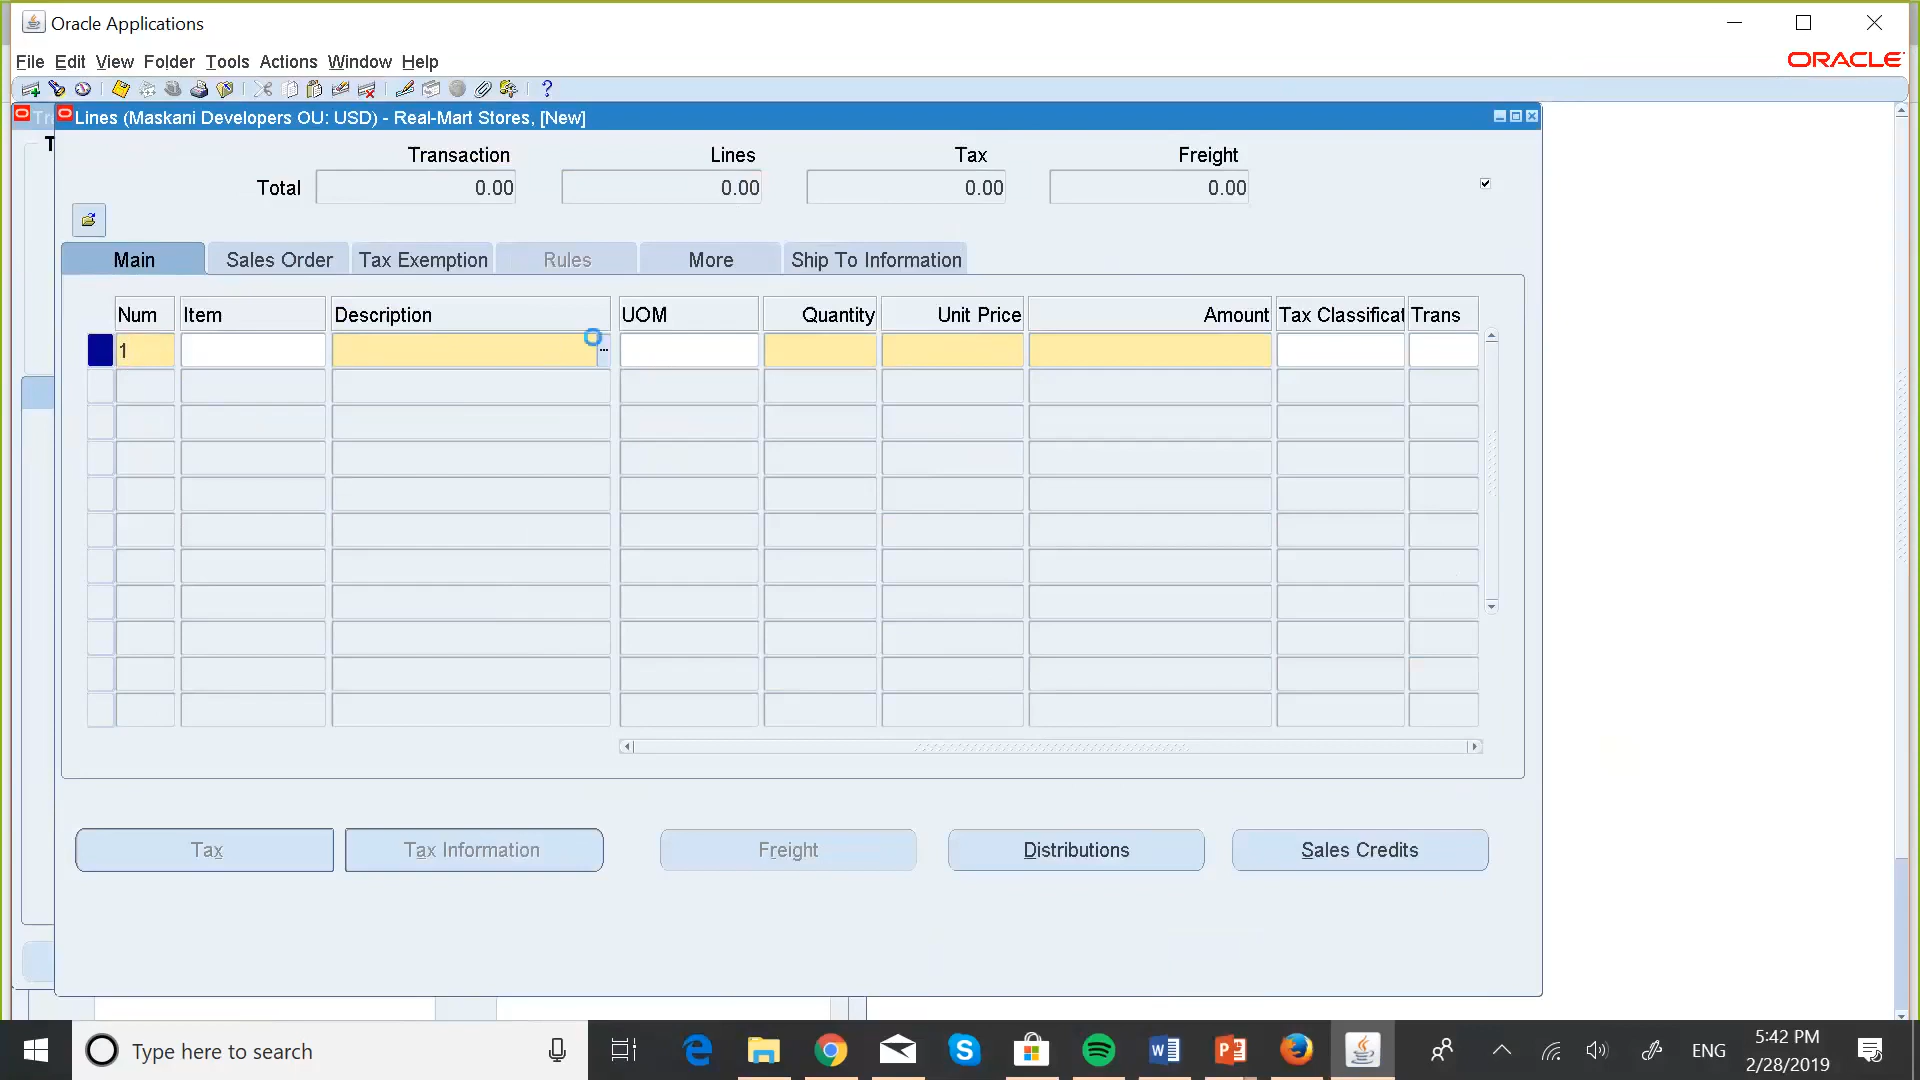 Oracle Applications
File Edit View Folder Tools Actions Window Help
ORACLE
Lines (Maskani Developers OU: USD) - Real-Mart Stores, [New]
Transaction Lines Tax Freight
Total 0.00 0.00 0.00 0.00
Main Sales Order Tax Exemption Rules More Ship To Information
Num Item Description UOM Quantity Unit Price Amount Tax Classificat Trans
1
Tax Tax Information Freight Distributions Sales Credits
Type here to search
ENG
5:42 PM
2/28/2019